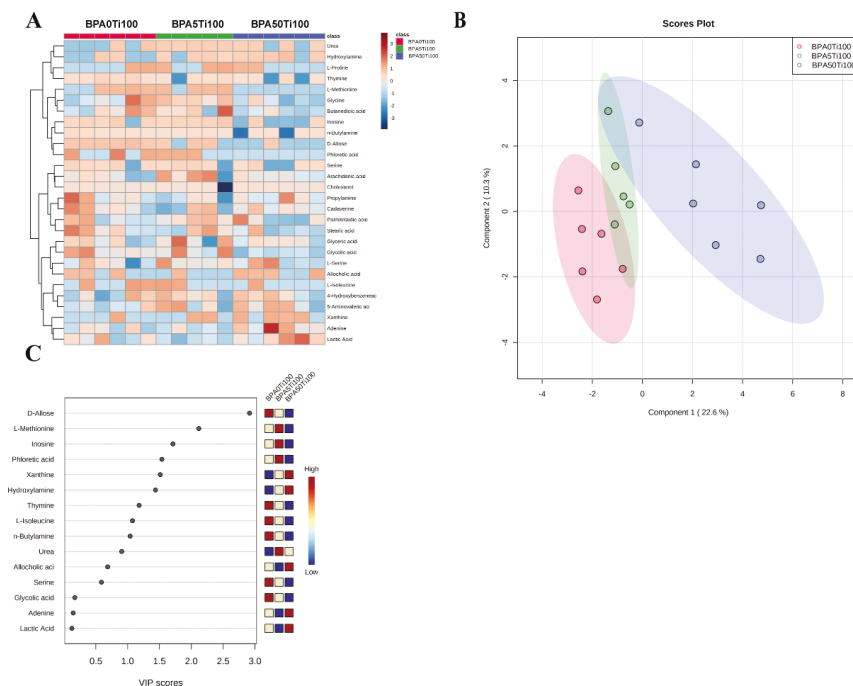 A
BPA0Ti100 BPA5Ti100 BPA50Ti100
class
class
BPA0Ti100
BPA5Ti100
BPA50Ti100
3
2
1
0
-1
-2
-3
Urea
Hydroxylamine
L-Proline
Thymine
L-Methionine
Glycine
Butanedioic acid
Inosine
n-Butylamine
D-Allose
Phloretic acid
Serine
Arachidonic acid
Cholesterol
Propylamine
Cadaverine
Palmitelaidic acid
Stearic acid
Glyceric acid
Glycolic acid
L-Serine
Allocholic acid
L-Isoleucine
4-Hydroxybenzeneac
5-Aminovaleric aci
Xanthine
Adenine
Lactic Acid
B
Scores Plot
BPA0Ti100
BPA5Ti100
BPA50Ti100
Component 2 ( 10.3 %)
4
2
0
-2
-4
-4 -2 0 2 4 6 8
Component 1 ( 22.6 %)
C
BPA0Ti100
BPA5Ti100
BPA50Ti100
D-Allose
L-Methionine
Inosine
Phloretic acid
Xanthine
Hydroxylamine
Thymine
L-Isoleucine
n-Butylamine
Urea
Allocholic aci
Serine
Glycolic acid
Adenine
Lactic Acid
High
Low
0.5 1.0 1.5 2.0 2.5 3.0
VIP scores